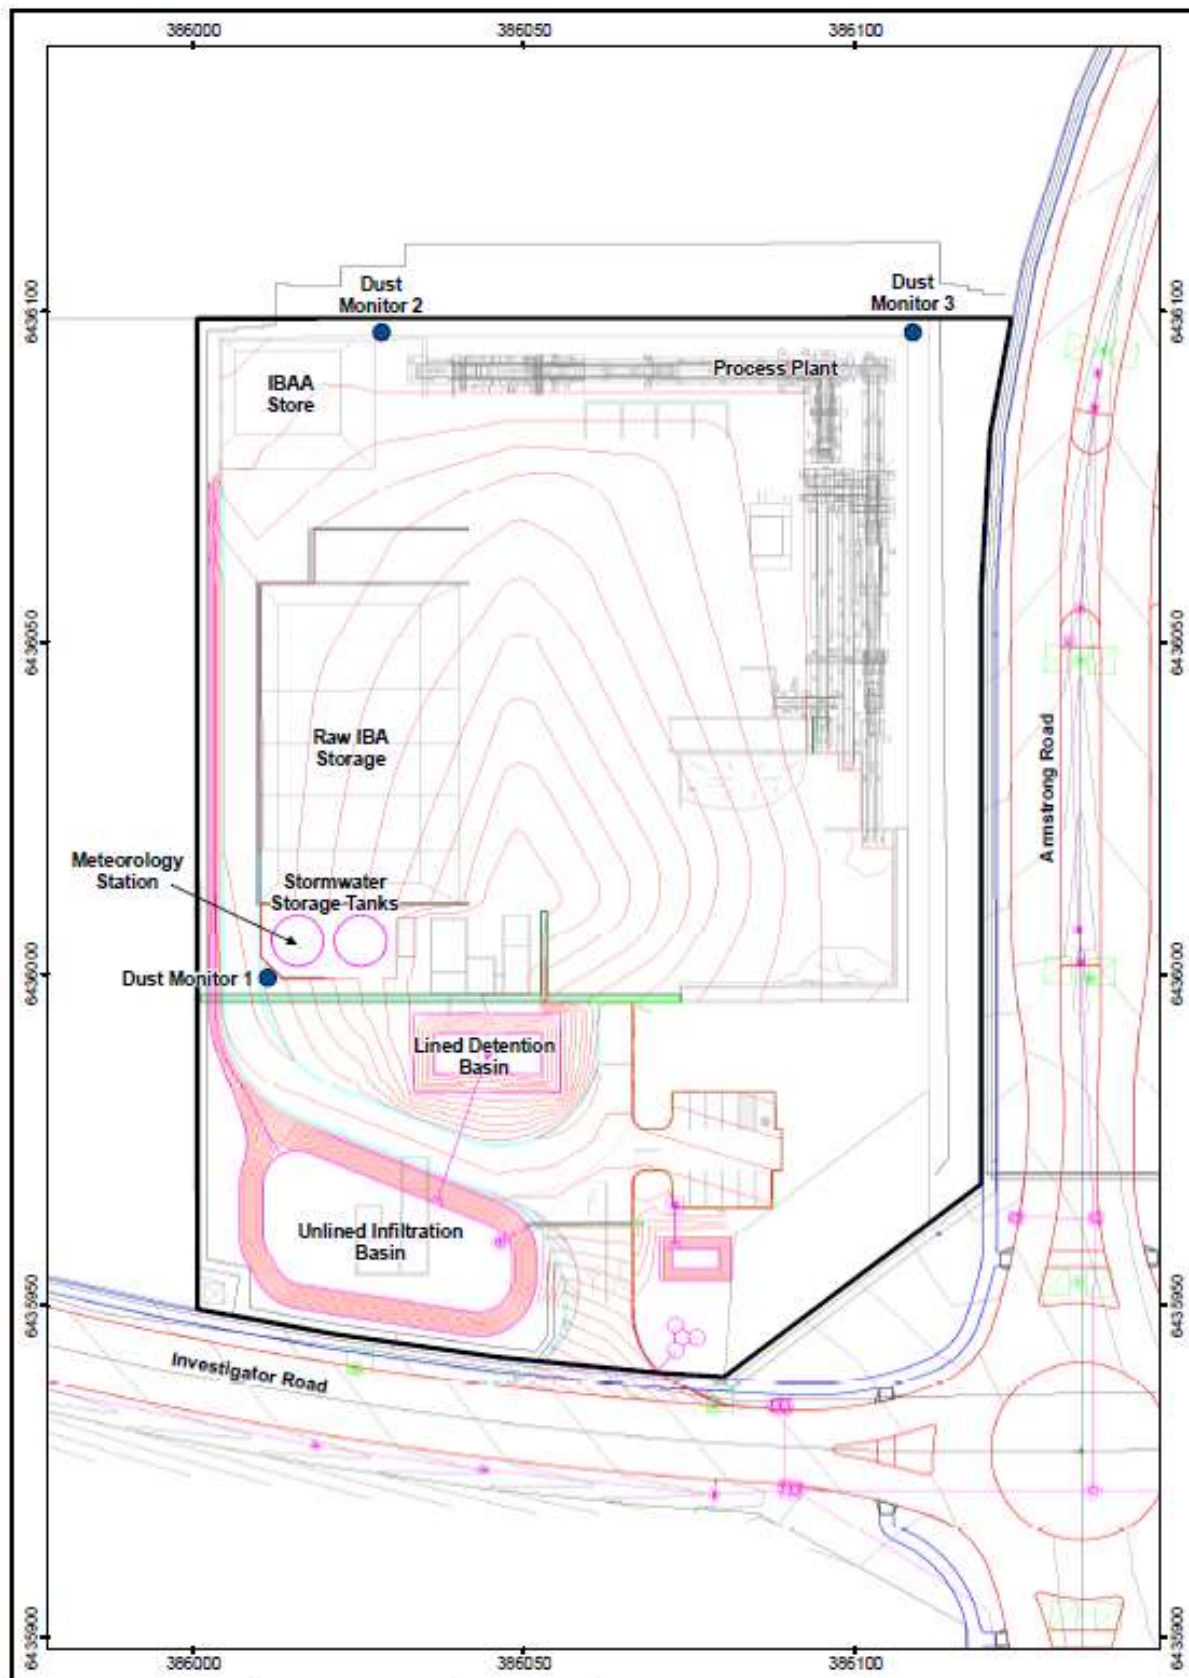 386000
386050
386100
6436100
6436100
Dust
Monitor 2
Dust
Monitor 3
Process Plant
IBAA
Store
6436050
6436050
Raw IBA
Storage
Armstrong Road
Meteorology
Station
Stormwater
Storage Tanks
6436000
6436000
Dust Monitor 1
Lined Detention
Basin
Unlined Infiltration
Basin
6435950
6435950
Investigator Road
6435900
6435900
386000
386050
386100